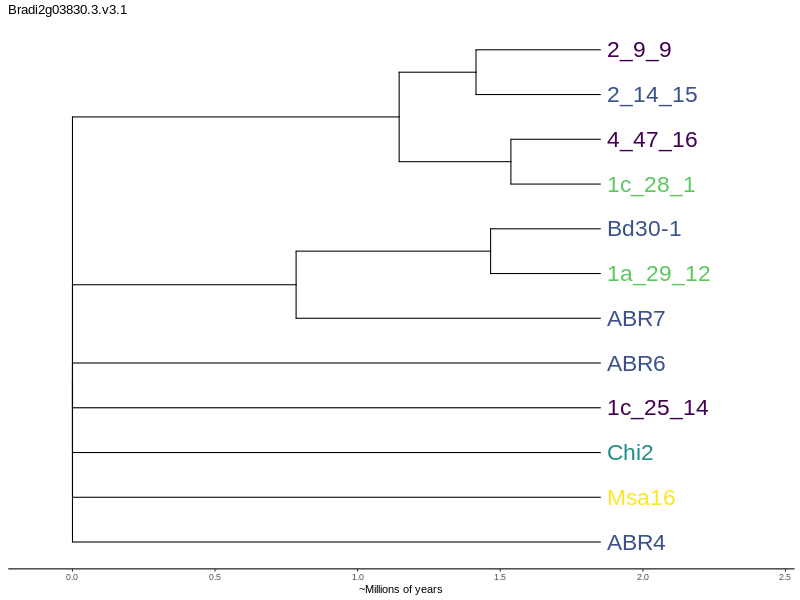 Bradi2g03830.3.v3.1
2_9_9
2_14_15
4_47_16
1c_28_1
Bd30-1
1a_29_12
ABR7
ABR6
1c_25_14
Chi2
Msa16
ABR4
0.0 0.5 1.0 1.5 2.0 2.5
~Millions of years